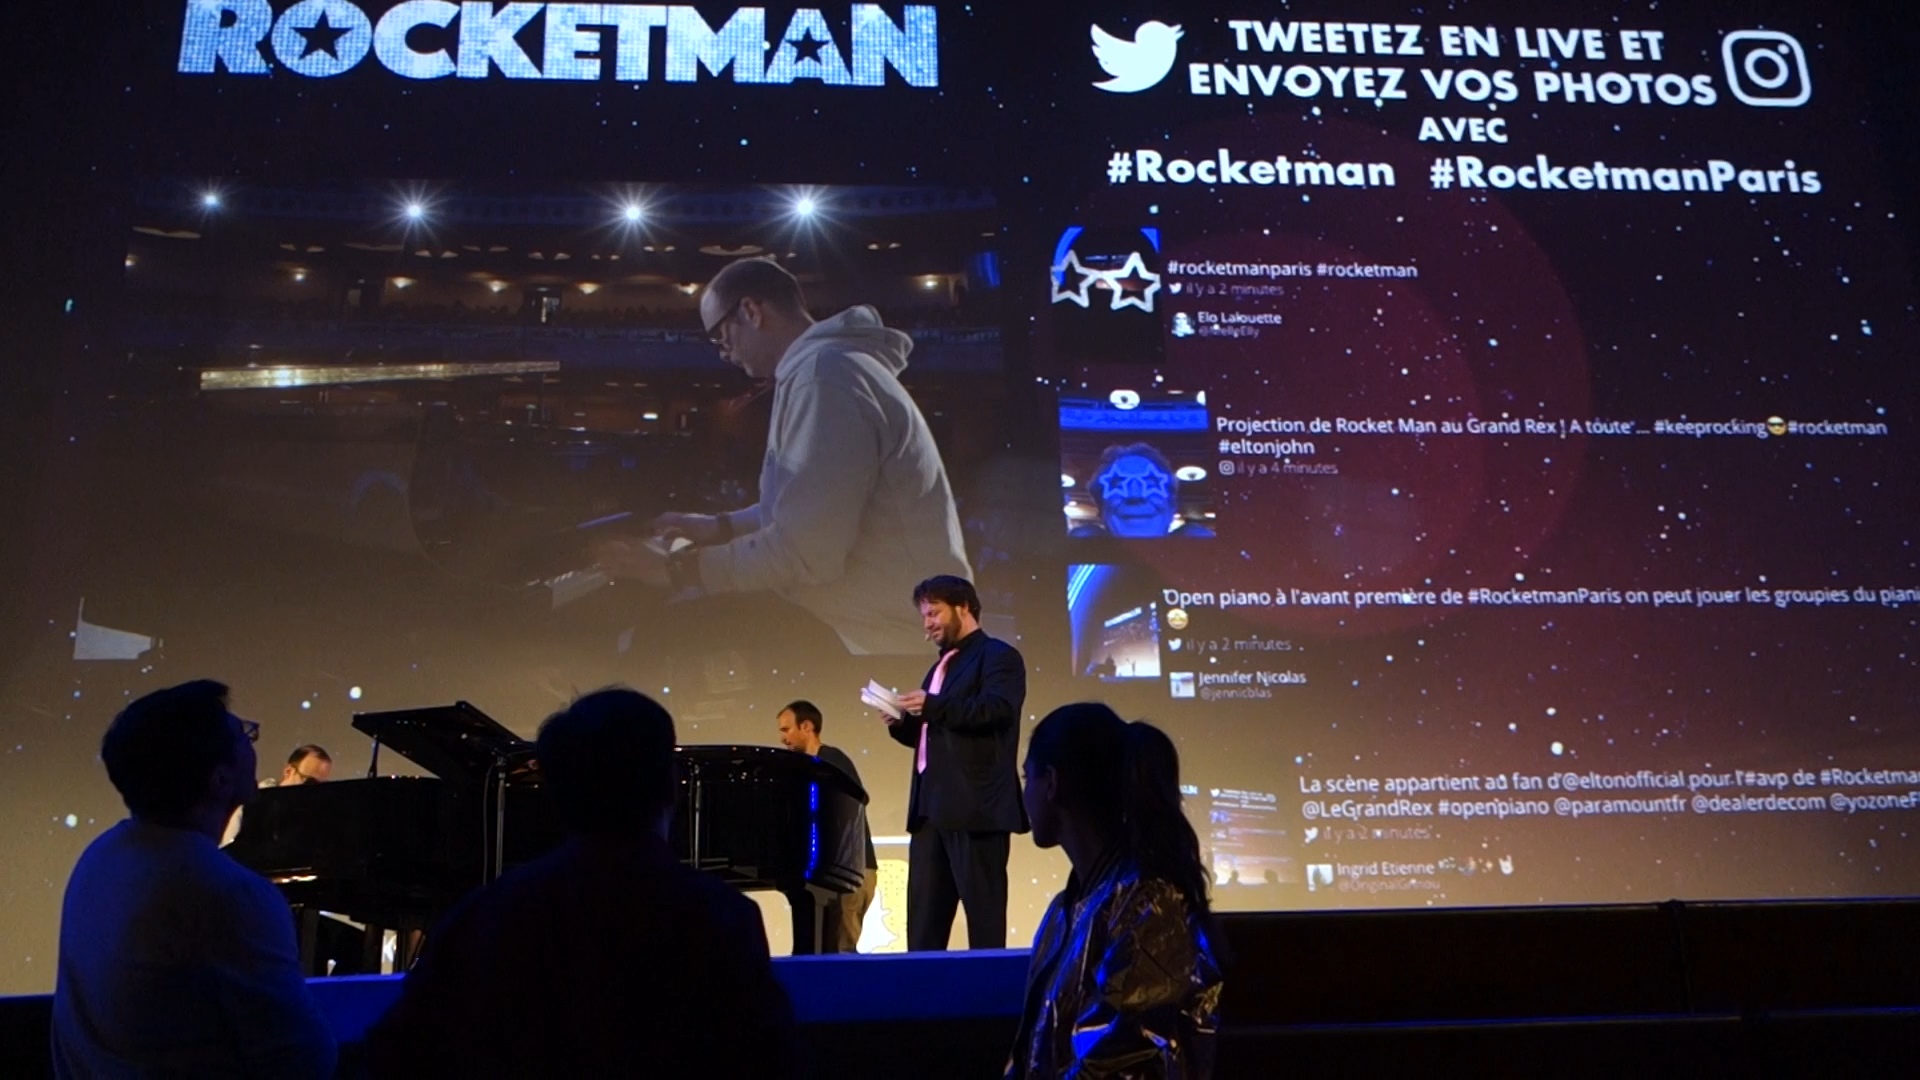 ROCKETMAN
TWEETEZ EN LIVE ET
ENVOYEZ VOS PHOTOS
AVEC
#Rocketman #RocketmanParis
#rocketmanparis #rocketman
il y a 2 minutes
Elo Lalouette
Projection de Rocket Man au Grand Rex ! A toute ... #keeprocking😎#rocketman
#eltonjohn
il y a 4 minutes
Open piano à l'avant première de #RocketmanParis on peut jouer les groupies du piani
il y a 2 minutes
Jennifer Nicolas
@jennicblas
La scène appartient au fan d'@eltonofficial pour l'#avp de #Rocketma
@LeGrandRex #openpiano @paramountfr @dealerdecom @yozoneF
il y a 2 minutes
Ingrid Etienne